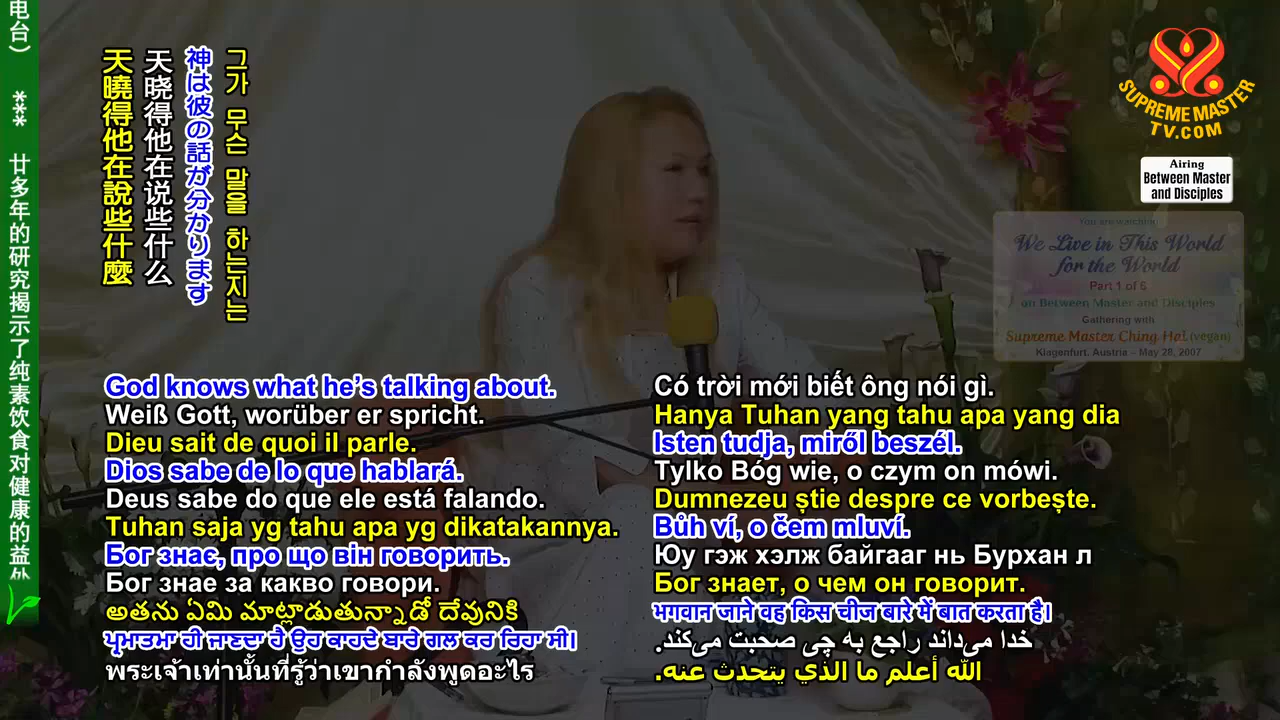 电台） *** 廿多年的研究揭示了纯素饮食对健康的益处
天曉得他在說些什麼
天晓得他在说些什么
神は彼の話が分かります
그가 무슨 말을 하는지는
SUPREME MASTER
TV.COM
Airing
Between Master
and Disciples
You are watching
We Live in This World
for the World
Part 1 of 6
on Between Master and Disciples
Gathering with
Supreme Master Ching Hai (vegan)
Klagenfurt, Austria – May 28, 2007
God knows what he’s talking about.
Weiß Gott, worüber er spricht.
Dieu sait de quoi il parle.
Dios sabe de lo que hablará.
Deus sabe do que ele está falando.
Tuhan saja yg tahu apa yg dikatakannya.
Бог знає, про що він говорить.
Бог знае за какво говори.
అతను ఏమి మాట్లాడుతున్నాడో దేవునికి
ਪ੍ਰਮਾਤਮਾ ਹੀ ਜਾਣਦਾ ਹੈ ਉਹ ਕਾਹਦੇ ਬਾਰੇ ਗਲ ਕਰ ਰਿਹਾ ਸੀ।
พระเจ้าเท่านั้นที่รู้ว่าเขากำลังพูดอะไร
Có trời mới biết ông nói gì.
Hanya Tuhan yang tahu apa yang dia
Isten tudja, miről beszél.
Tylko Bóg wie, o czym on mówi.
Dumnezeu știe despre ce vorbește.
Bůh ví, o čem mluví.
Юу гэж хэлж байгааг нь Бурхан л
Бог знает, о чем он говорит.
भगवान जाने वह किस चीज बारे में बात करता है।
خدا می‌داند راجع به چی صحبت می‌کند.
الله أعلم ما الذي يتحدث عنه.